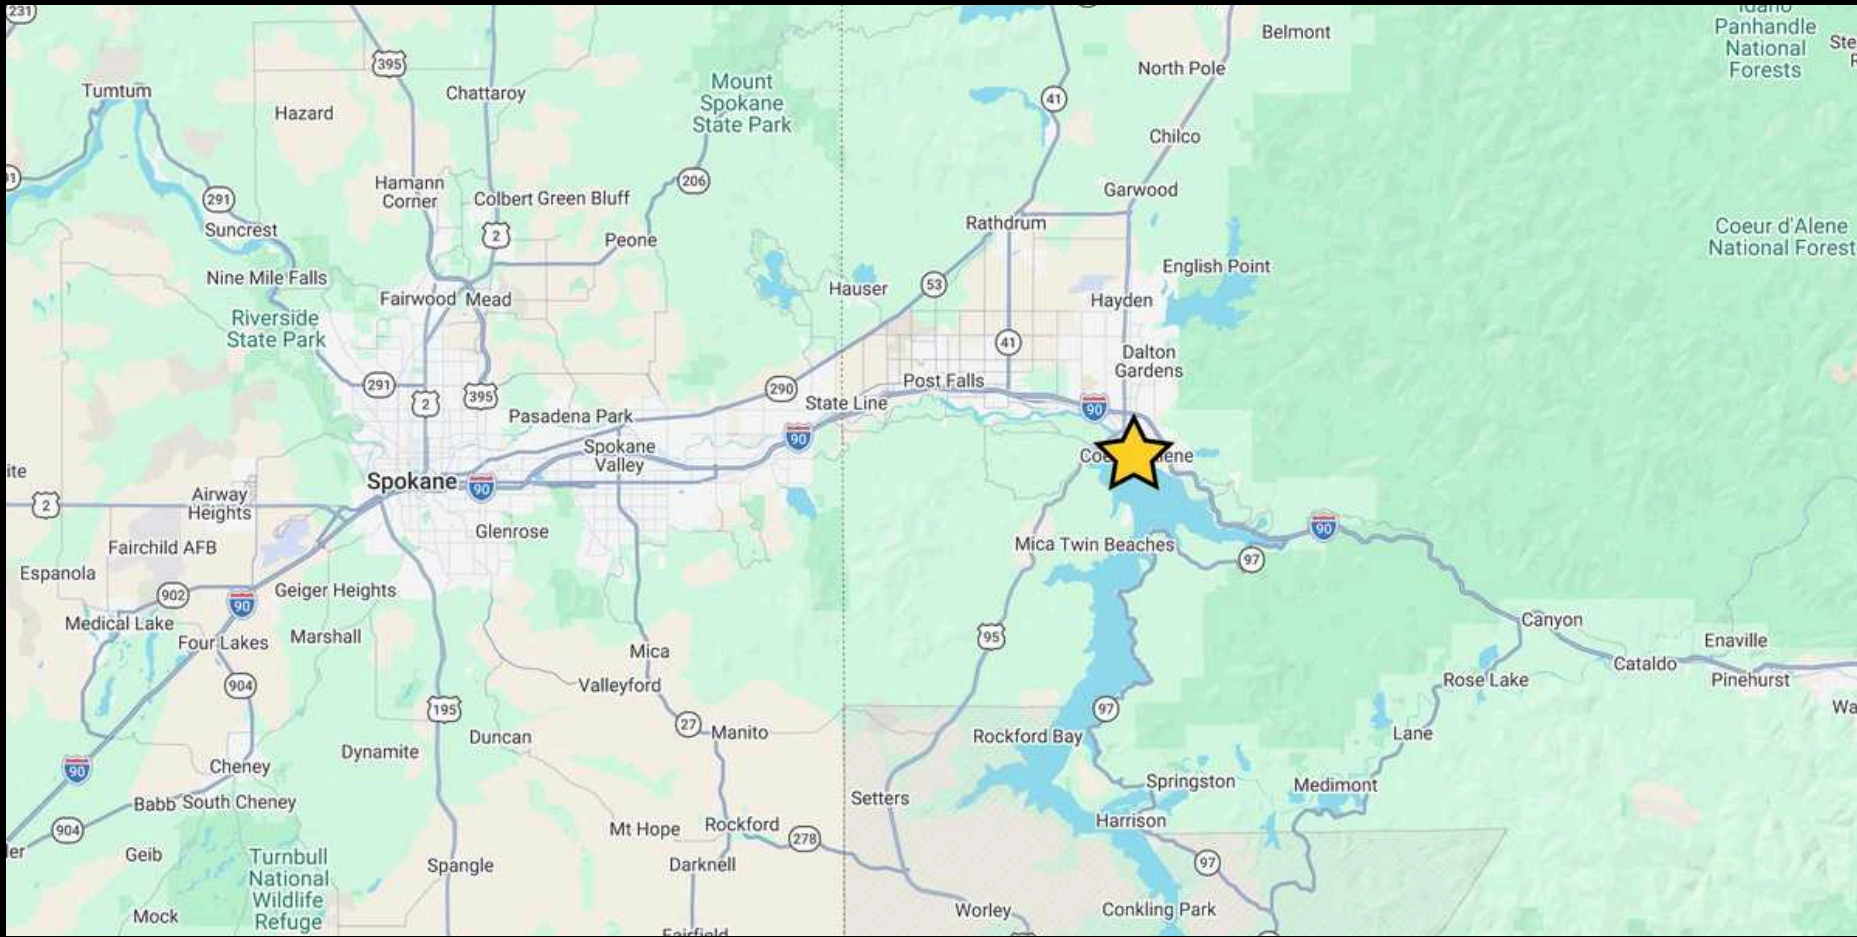 231
Idaho
Panhandle
National
Forests
Belmont
395
North Pole
Tumtum
Chattaroy
Mount
Spokane
State Park
41
Hazard
Chilco
206
Hamann
Corner
291
Colbert Green Bluff
Garwood
Suncrest
2
Peone
Rathdrum
Coeur d'Alene
National Forest
Nine Mile Falls
Fairwood
Mead
Hauser
53
English Point
Hayden
Riverside
State Park
41
Dalton
Gardens
291
2
395
290
Post Falls
State Line
90
Pasadena Park
90
Spokane
Valley
Spokane
90
2
Airway
Heights
Glenrose
90
Fairchild AFB
Mica
Twin Beaches
97
Espanola
902
90
Geiger Heights
Medical Lake
Four Lakes
Marshall
95
Canyon
Enaville
Mica
Cataldo
904
Valleyford
Rose Lake
Pinehurst
195
27
Manito
97
Duncan
Rockford Bay
Lane
Dynamite
90
Cheney
Springston
Medimont
Babb
South Cheney
Setters
904
Mt Hope
Rockford
278
Harrison
Geib
Turnbull
National
Wildlife
Refuge
Spangle
Darknell
97
Mock
Worley
Conkling Park
Fairfield